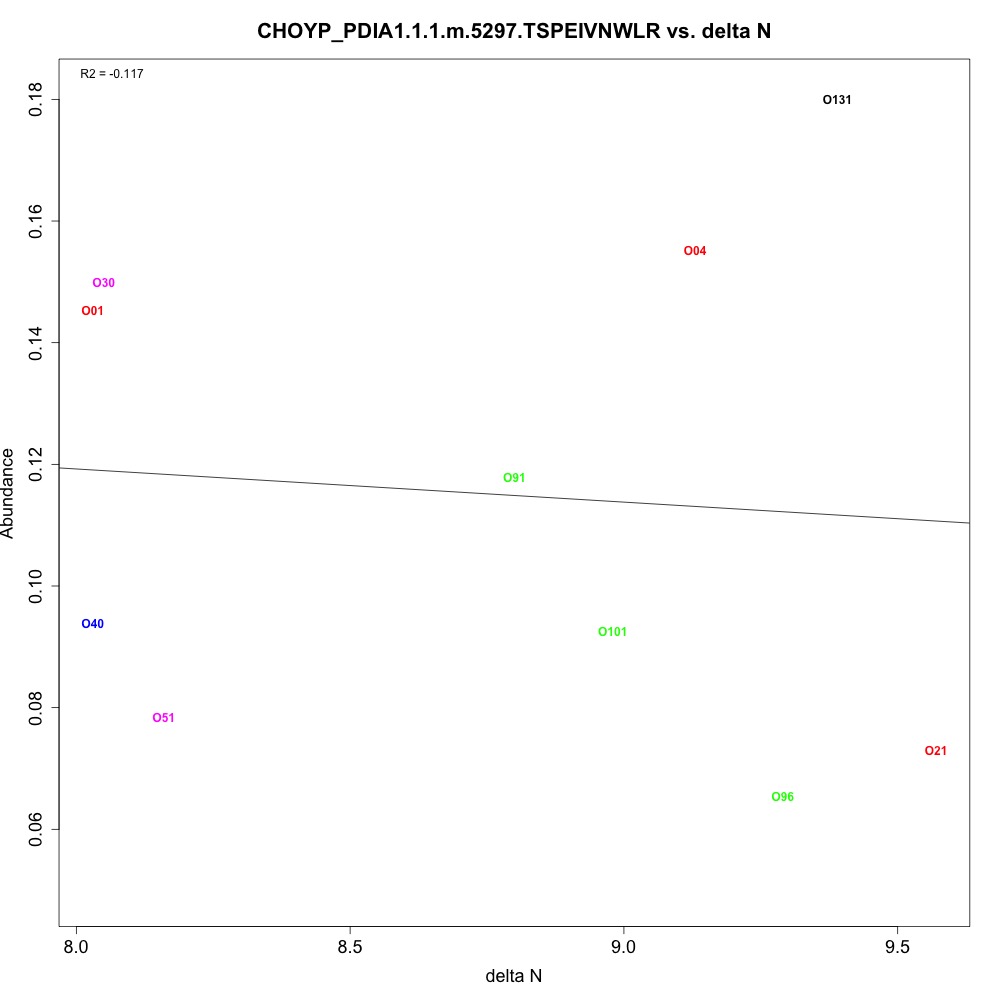 CHOYP_PDIA1.1.1.m.5297.TSPEIVNWLR vs. delta N
R2 = -0.117
0.18
O131
O04
0.16
O30
O01
0.14
0.12
O91
Abundance
0.10
O40
O101
0.08
O51
O21
O96
0.06
8.0 8.5 9.0 9.5
delta N